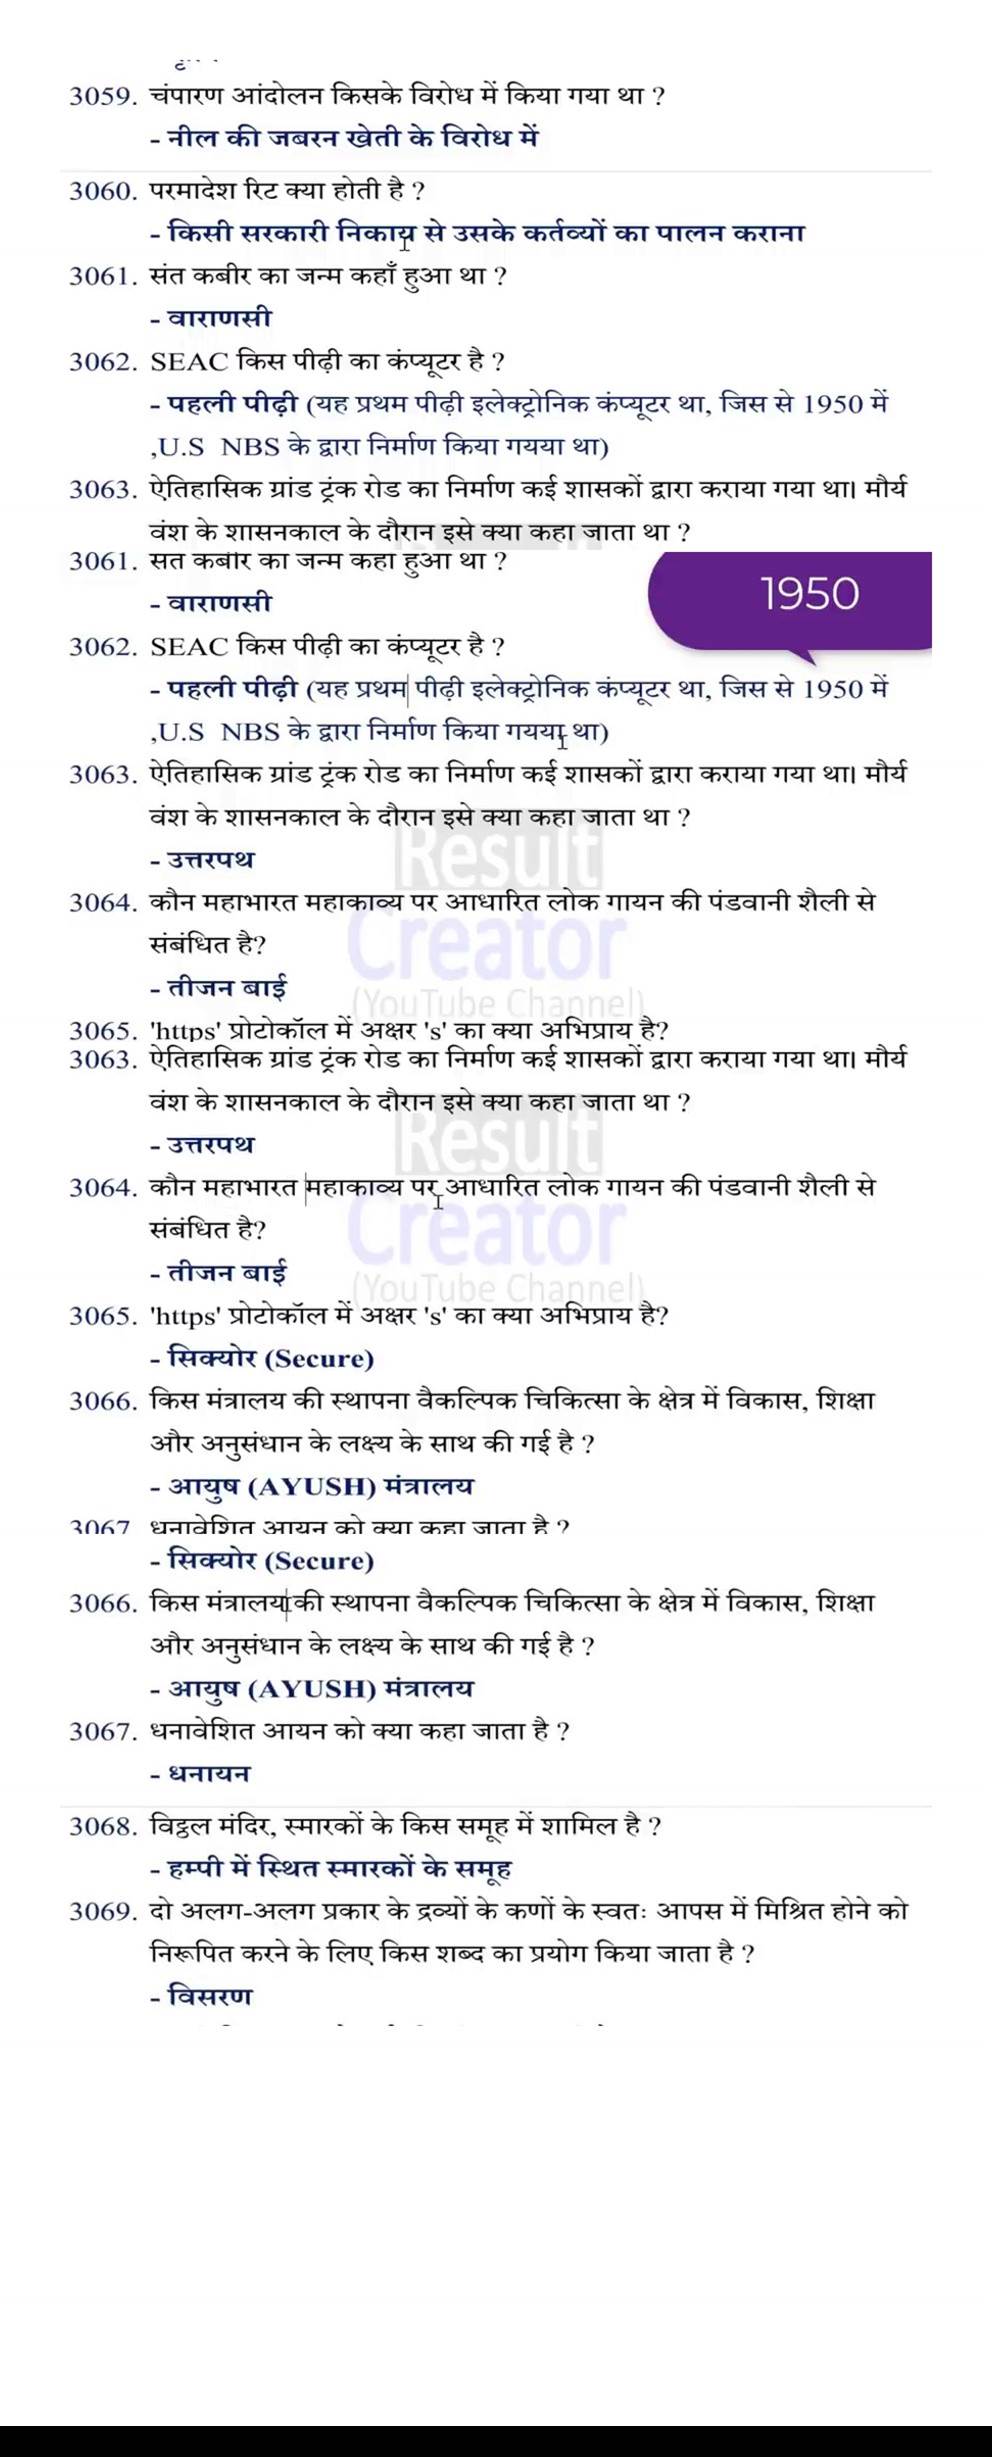 3059. चंपारण आंदोलन किसके विरोध में किया गया था ?
- नील की जबरन खेती के विरोध में
3060. परमादेश रिट क्या होती है ?
- किसी सरकारी निकाय से उसके कर्तव्यों का पालन कराना
3061. संत कबीर का जन्म कहाँ हुआ था ?
- वाराणसी
3062. SEAC किस पीढ़ी का कंप्यूटर है ?
- पहली पीढ़ी (यह प्रथम पीढ़ी इलेक्ट्रोनिक कंप्यूटर था, जिस से 1950 में
,U.S NBS के द्वारा निर्माण किया गयया था)
3063. ऐतिहासिक ग्रांड ट्रंक रोड का निर्माण कई शासकों द्वारा कराया गया था। मौर्य
वंश के शासनकाल के दौरान इसे क्या कहा जाता था ?
3061. संत कबीर का जन्म कहाँ हुआ था ?
1950
- वाराणसी
3062. SEAC किस पीढ़ी का कंप्यूटर है ?
- पहली पीढ़ी (यह प्रथम पीढ़ी इलेक्ट्रोनिक कंप्यूटर था, जिस से 1950 में
,U.S NBS के द्वारा निर्माण किया गयया था)
3063. ऐतिहासिक ग्रांड ट्रंक रोड का निर्माण कई शासकों द्वारा कराया गया था। मौर्य
वंश के शासनकाल के दौरान इसे क्या कहा जाता था ?
Result
- उत्तरपथ
3064. कौन महाभारत महाकाव्य पर आधारित लोक गायन की पंडवानी शैली से
Creator
संबंधित है?
- तीजन बाई
(YouTube Channel)
3065. 'https' प्रोटोकॉल में अक्षर 's' का क्या अभिप्राय है?
3063. ऐतिहासिक ग्रांड ट्रंक रोड का निर्माण कई शासकों द्वारा कराया गया था। मौर्य
वंश के शासनकाल के दौरान इसे क्या कहा जाता था ?
Result
- उत्तरपथ
3064. कौन महाभारत महाकाव्य पर आधारित लोक गायन की पंडवानी शैली से
Creator
संबंधित है?
- तीजन बाई
(YouTube Channel)
3065. 'https' प्रोटोकॉल में अक्षर 's' का क्या अभिप्राय है?
- सिक्योर (Secure)
3066. किस मंत्रालय की स्थापना वैकल्पिक चिकित्सा के क्षेत्र में विकास, शिक्षा
और अनुसंधान के लक्ष्य के साथ की गई है ?
- आयुष (AYUSH) मंत्रालय
3067 धनावेशित आयन को क्या कहा जाता है ?
- सिक्योर (Secure)
3066. किस मंत्रालय की स्थापना वैकल्पिक चिकित्सा के क्षेत्र में विकास, शिक्षा
और अनुसंधान के लक्ष्य के साथ की गई है ?
- आयुष (AYUSH) मंत्रालय
3067. धनावेशित आयन को क्या कहा जाता है ?
- धनायन
3068. विट्ठल मंदिर, स्मारकों के किस समूह में शामिल है ?
- हम्पी में स्थित स्मारकों के समूह
3069. दो अलग-अलग प्रकार के द्रव्यों के कणों के स्वतः आपस में मिश्रित होने को
निरूपित करने के लिए किस शब्द का प्रयोग किया जाता है ?
- विसरण